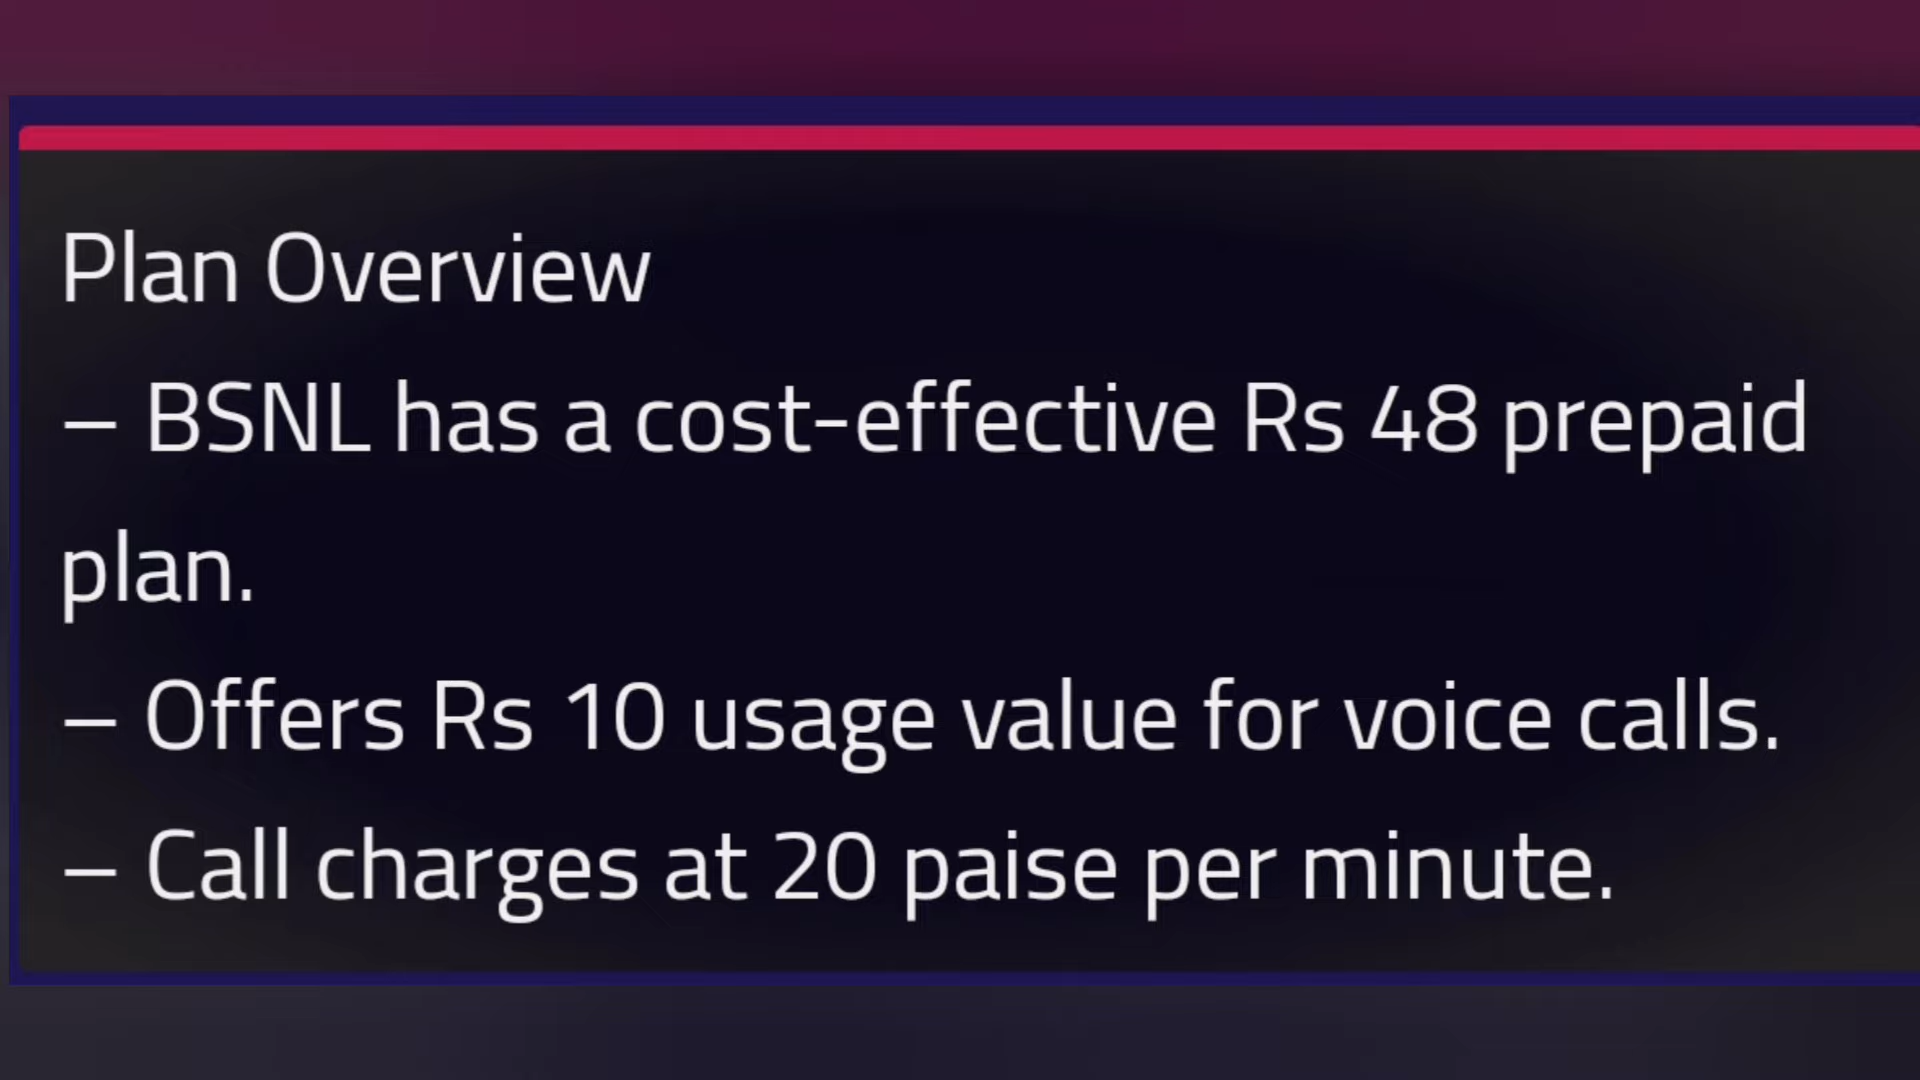 Plan Overview
– BSNL has a cost-effective Rs 48 prepaid
plan.
– Offers Rs 10 usage value for voice calls.
– Call charges at 20 paise per minute.